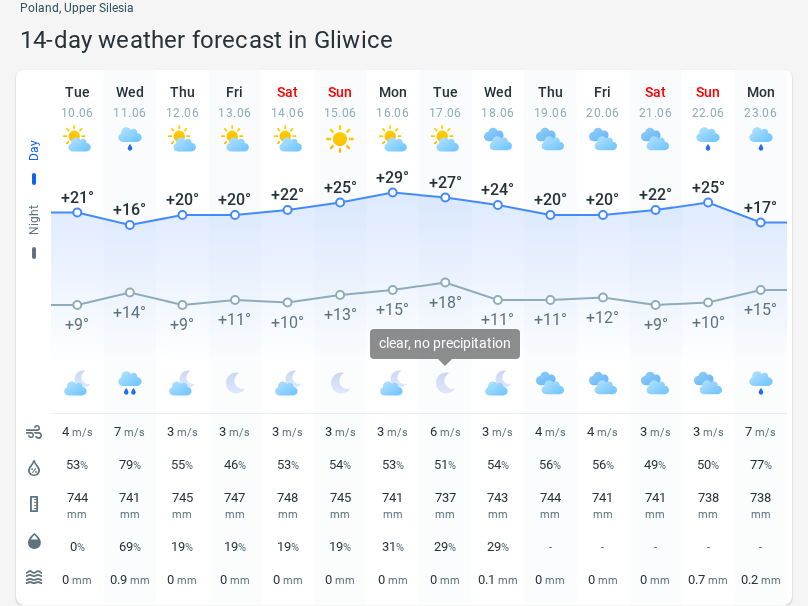 Poland, Upper Silesia
14-day weather forecast in Gliwice
Tue Wed Thu Fri Sat Sun Mon Tue Wed Thu Fri Sat Sun Mon
10.06 11.06 12.06 13.06 14.06 15.06 16.06 17.06 18.06 19.06 20.06 21.06 22.06 23.06
Day
Night
+21° +16° +20° +20° +22° +25° +29° +27° +24° +20° +20° +22° +25° +17°
+9° +14° +9° +11° +10° +13° +15° +18° +11° +11° +12° +9° +10° +15°
clear, no precipitation
4 m/s 7 m/s 3 m/s 3 m/s 3 m/s 3 m/s 3 m/s 6 m/s 3 m/s 4 m/s 4 m/s 3 m/s 3 m/s 7 m/s
53% 79% 55% 46% 53% 54% 53% 51% 54% 56% 56% 49% 50% 77%
744 741 745 747 748 745 741 737 743 744 741 741 738 738
mm mm mm mm mm mm mm mm mm mm mm mm mm mm
0% 69% 19% 19% 19% 19% 31% 29% 29% - - - - -
0 mm 0.9 mm 0 mm 0 mm 0 mm 0 mm 0 mm 0 mm 0.1 mm 0 mm 0 mm 0 mm 0.7 mm 0.2 mm